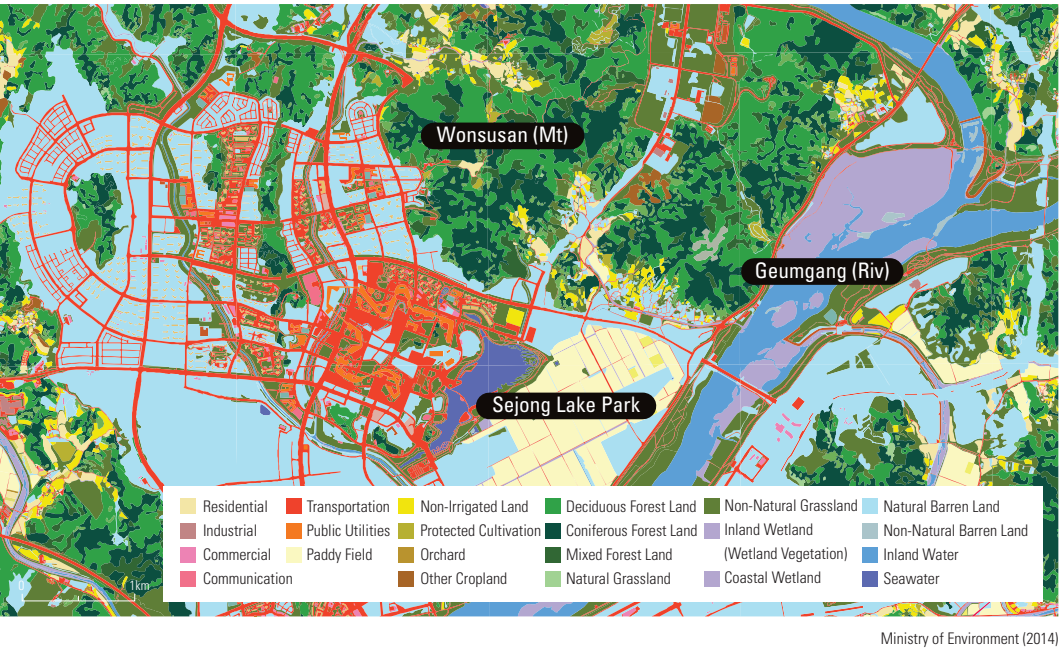 Wonsusan (Mt)
Geumgang (Riv)
Sejong Lake Park
Residential
Industrial
Commercial
Communication
Transportation
Public Utilities
Paddy Field
Non-Irrigated Land
Protected Cultivation
Orchard
Other Cropland
Deciduous Forest Land
Coniferous Forest Land
Mixed Forest Land
Natural Grassland
Non-Natural Grassland
Inland Wetland
(Wetland Vegetation)
Coastal Wetland
Natural Barren Land
Non-Natural Barren Land
Inland Water
Seawater
0 1km
Ministry of Environment (2014)